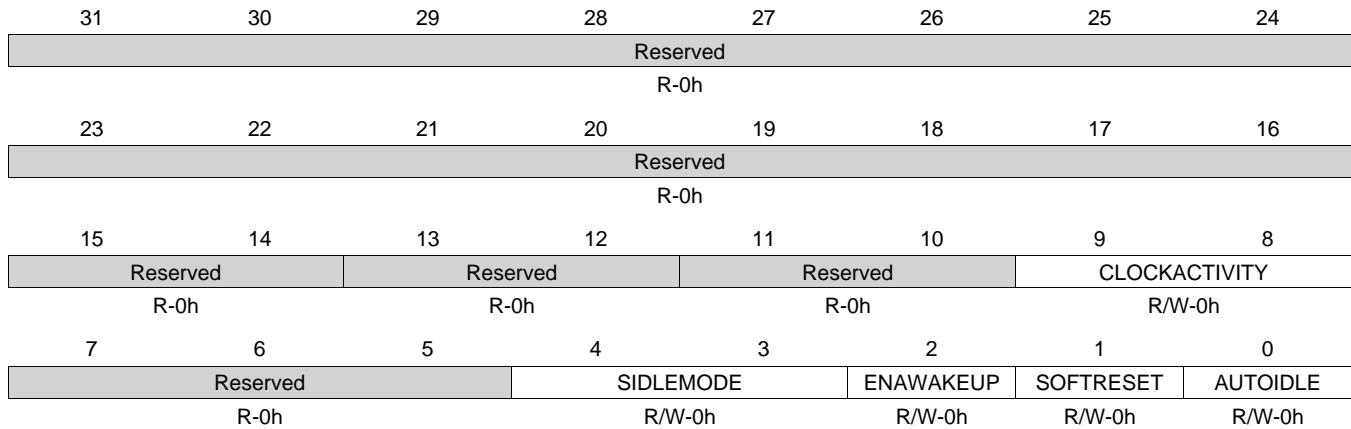 31 30 29 28 27 26 25 24
Reserved
R-0h
23 22 21 20 19 18 17 16
Reserved
R-0h
15 14 13 12 11 10 9 8
Reserved Reserved Reserved CLOCKACTIVITY
R-0h R-0h R-0h R/W-0h
7 6 5 4 3 2 1 0
Reserved SIDLEMODE ENAWAKEUP SOFTRESET AUTOIDLE
R-0h R/W-0h R/W-0h R/W-0h R/W-0h